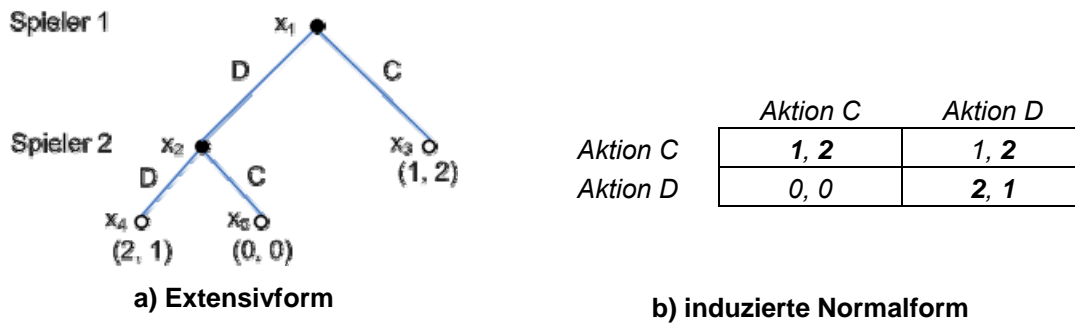 Spieler 1
x₁
D
C
Aktion C Aktion D
Spieler 2
x₂
x₃
(1, 2)
Aktion C 1, 2 1, 2
D
C
Aktion D 0, 0 2, 1
x₄
x₅
(2, 1)
(0, 0)
a) Extensivform
b) induzierte Normalform